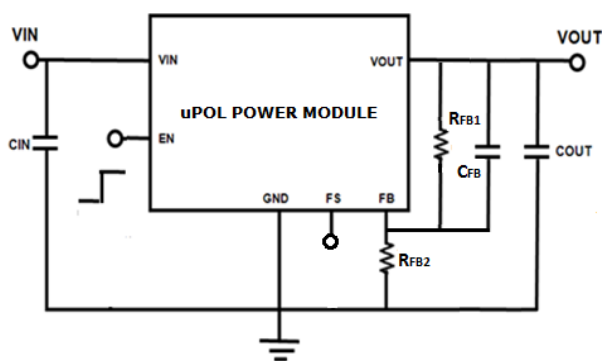 VIN
VOUT
VIN
VOUT
uPOL POWER MODULE
RFB1
CIN
EN
CFB
COUT
GND
FS
FB
RFB2